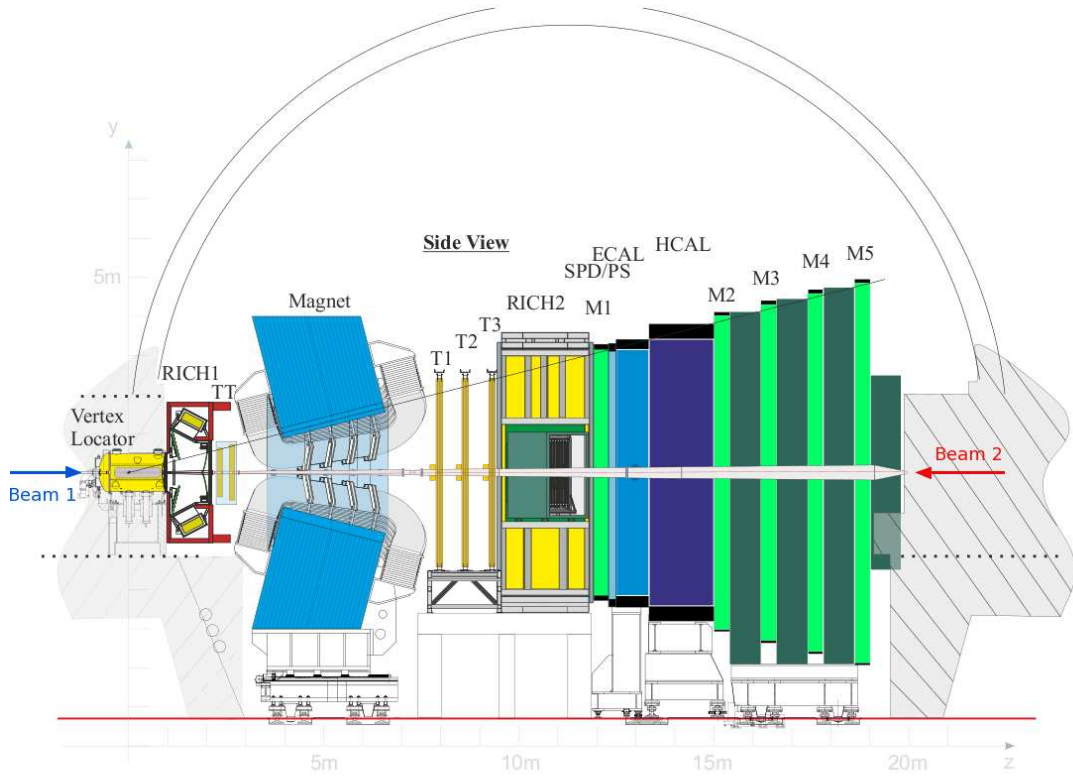 y
5m
Side View
ECAL
HCAL
SPD/PS
M5
M4
M3
M2
M1
RICH2
T3
T2
T1
Magnet
RICH1
TT
Vertex
Locator
Beam 1
Beam 2
5m
10m
15m
20m
z